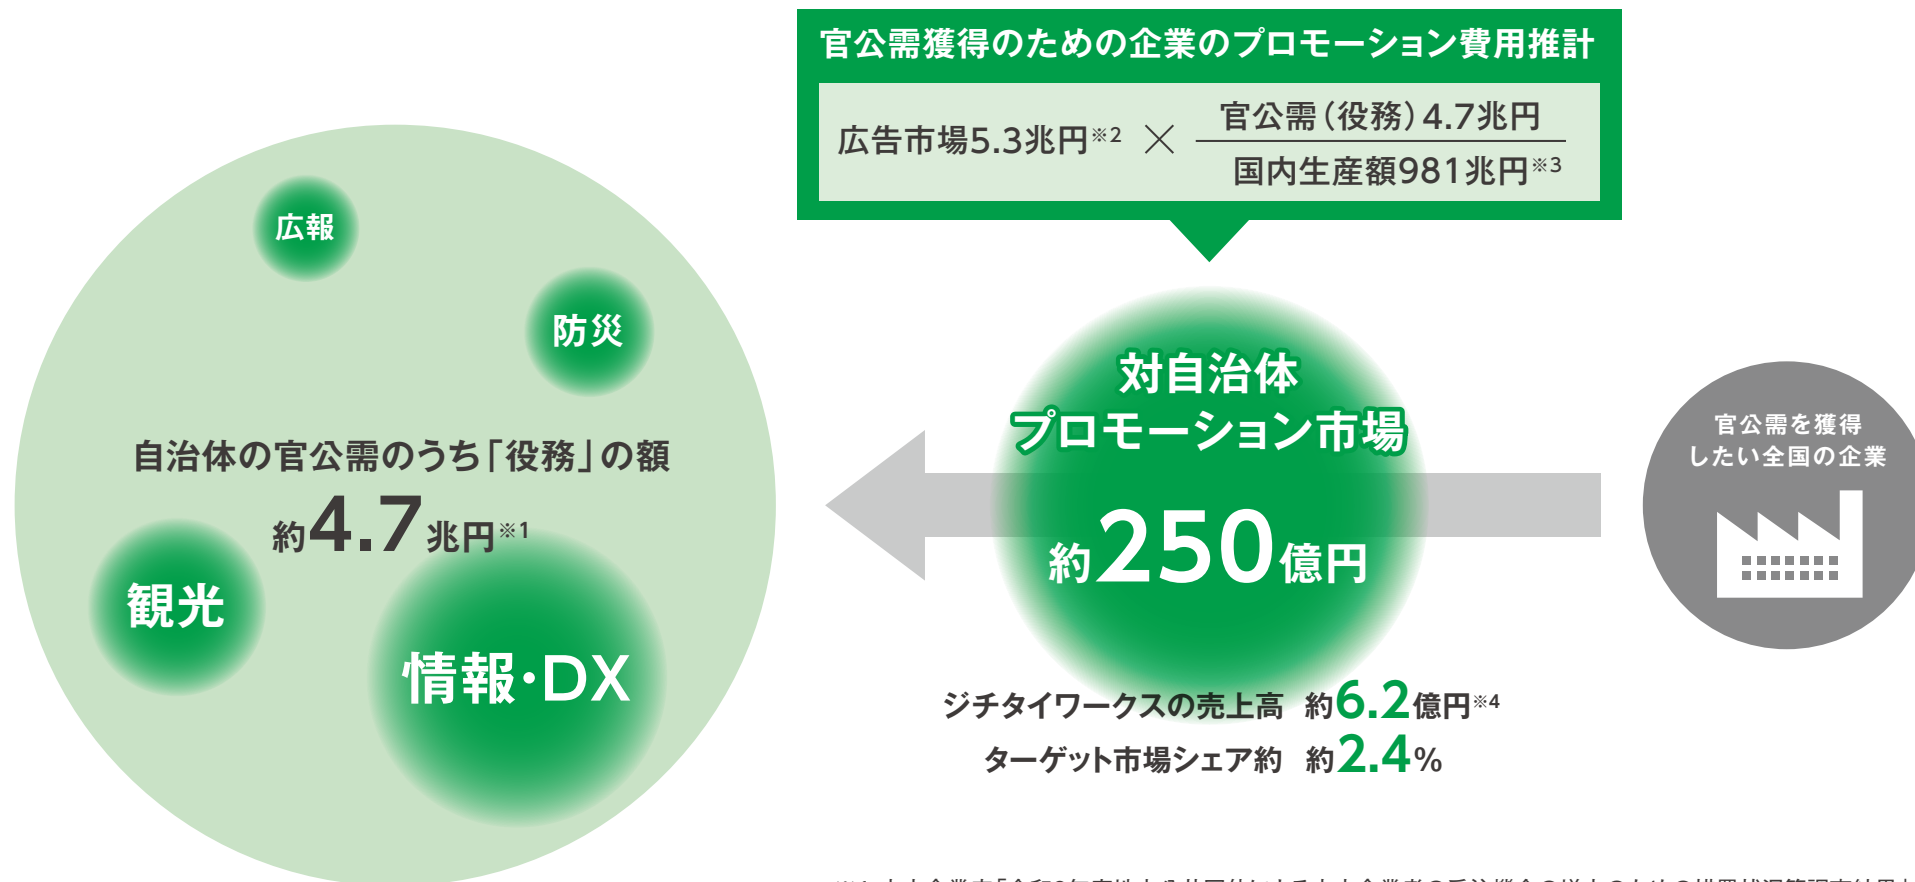 官公需獲得のための企業のプロモーション費用推計
広告市場5.3兆円※2 × 官公需(役務)4.7兆円
国内生産額981兆円※3
広報
防災
自治体の官公需のうち「役務」の額
約4.7兆円※1
観光
情報・DX
対自治体
プロモーション市場
約250億円
官公需を獲得
したい全国の企業
ジチタイワークスの売上高 約6.2億円※4
ターゲット市場シェア約 約2.4%